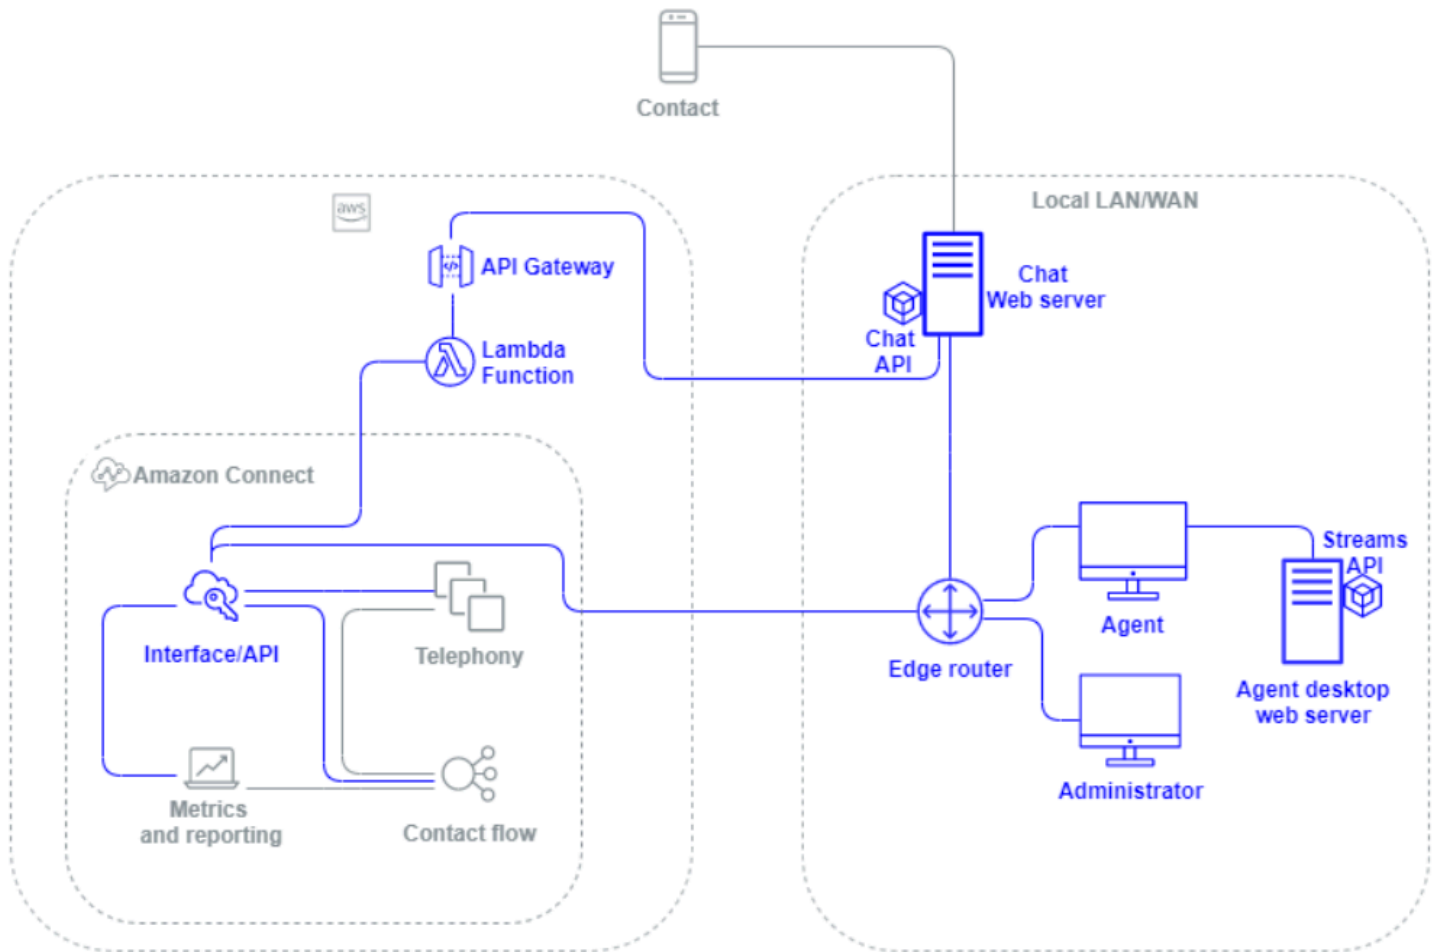 Contact
aws
Local LAN/WAN
API Gateway
Chat
Web server
Chat
API
Lambda
Function
Amazon Connect
Streams
API
Interface/API
Telephony
Edge router
Agent
Agent desktop
web server
Administrator
Metrics
and reporting
Contact flow